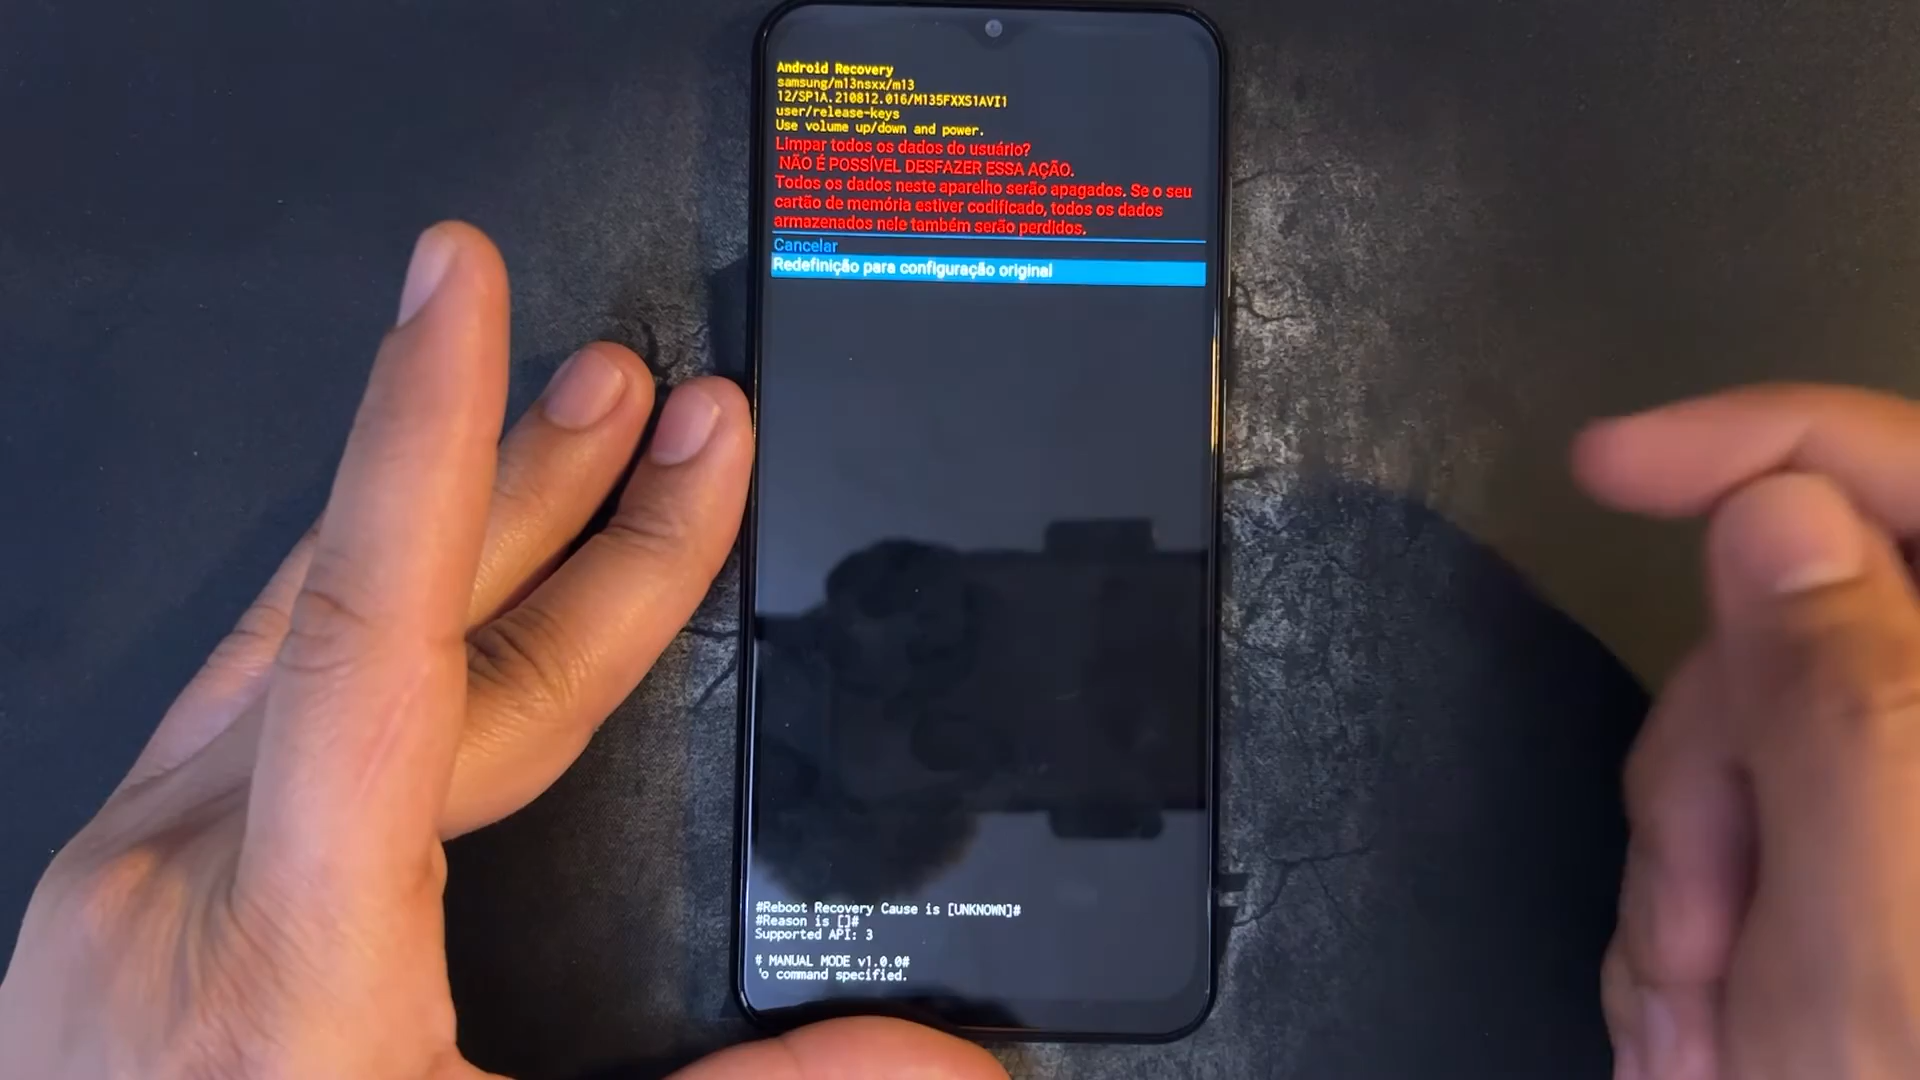 Android Recovery
samsung/m13nsxx/m13
12/SP1A.210812.016/M135FXXS1AVI1
user/release-keys
Use volume up/down and power.
Limpar todos os dados do usuário?
NÃO É POSSÍVEL DESFAZER ESSA AÇÃO.
Todos os dados neste aparelho serão apagados. Se o seu
cartão de memória estiver codificado, todos os dados
armazenados nele também serão perdidos.
Cancelar
Redefinição para configuração original
#Reboot Recovery Cause is [UNKNOWN]#
#Reason is []#
Supported API: 3
# MANUAL MODE v1.0.0#
o command specified.